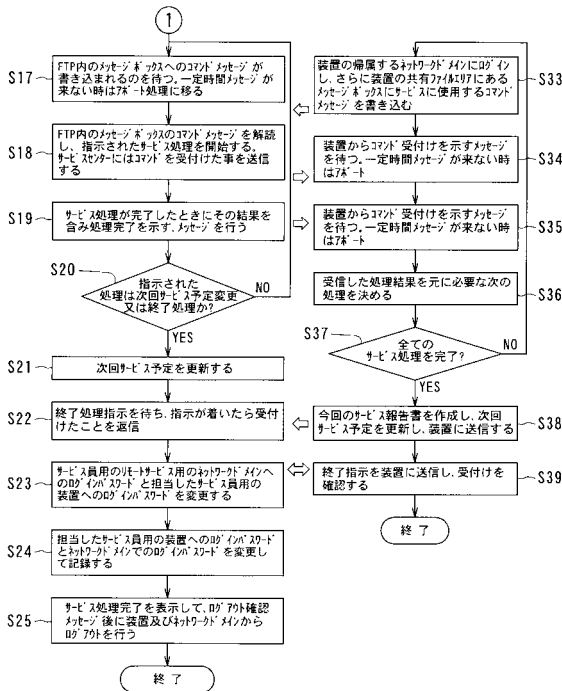 1
S17
FTP内のメッセージボックスへのコマンドメッセージが
書き込まれるのを待つ。一定時間メッセージが
来ない時はアポート処理に移る
S18
FTP内のメッセージボックスのコマンドメッセージを解読
し、指示されたサービス処理を開始する。
サービスセンターにはコマンドを受付けた事を送信
する
S19
サービス処理が完了したときにその結果を
含み処理完了を示す、メッセージを行う
S20
指示された
処理は次回サービス予定変更
又は終了処理か?
NO
YES
S21
次回サービス予定を更新する
S22
終了処理指示を待ち、指示が着いたら受付
けたことを返信
S23
サービス員用のリモートサービス用のネットワークドメインへ
のログインパスワードと担当したサービス員用の
装置へのログインパスワードを変更する
S24
担当したサービス員用の装置へのログインパスワード
とネットワークドメインでのログインパスワードを変更し
て記録する
S25
サービス処理完了を表示して、ログアウト確認
メッセージ後に装置及びネットワークドメインから
ログアウトを行う
終了
S33
装置の帰属するネットワークドメインにログイン
し、さらに装置の共有ファイルエリアにある
メッセージボックスにサービスに使用するコマンド
メッセージを書き込む
S34
装置からコマンド受付けを示すメッセージ
を待つ。一定時間メッセージが来ない時
はアポート
S35
装置からコマンド受付けを示すメッセージ
を待つ。一定時間メッセージが来ない時
はアポート
S36
受信した処理結果を元に必要な次の
処理を決める
S37
全ての
サービス処理を完了?
NO
YES
S38
今回のサービス報告書を作成し、次回
サービス予定を更新し、装置に送信する
S39
終了指示を装置に送信し、受付けを
確認する
終了